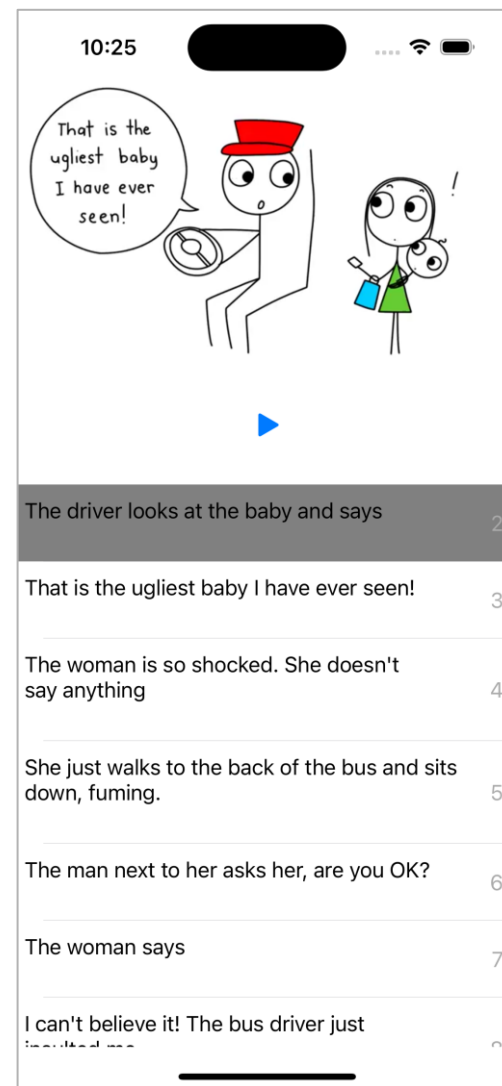 10:25
That is the
ugliest baby
I have ever
seen!
!
The driver looks at the baby and says
2
That is the ugliest baby I have ever seen!
3
The woman is so shocked. She doesn't
say anything
4
She just walks to the back of the bus and sits
down, fuming.
5
The man next to her asks her, are you OK?
6
The woman says
7
I can't believe it! The bus driver just